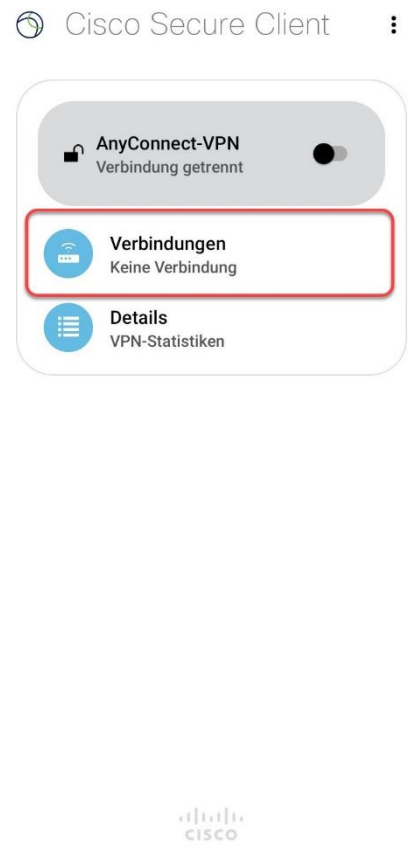 Cisco Secure Client
AnyConnect-VPN
Verbindung getrennt
Verbindungen
Keine Verbindung
Details
VPN-Statistiken
CISCO